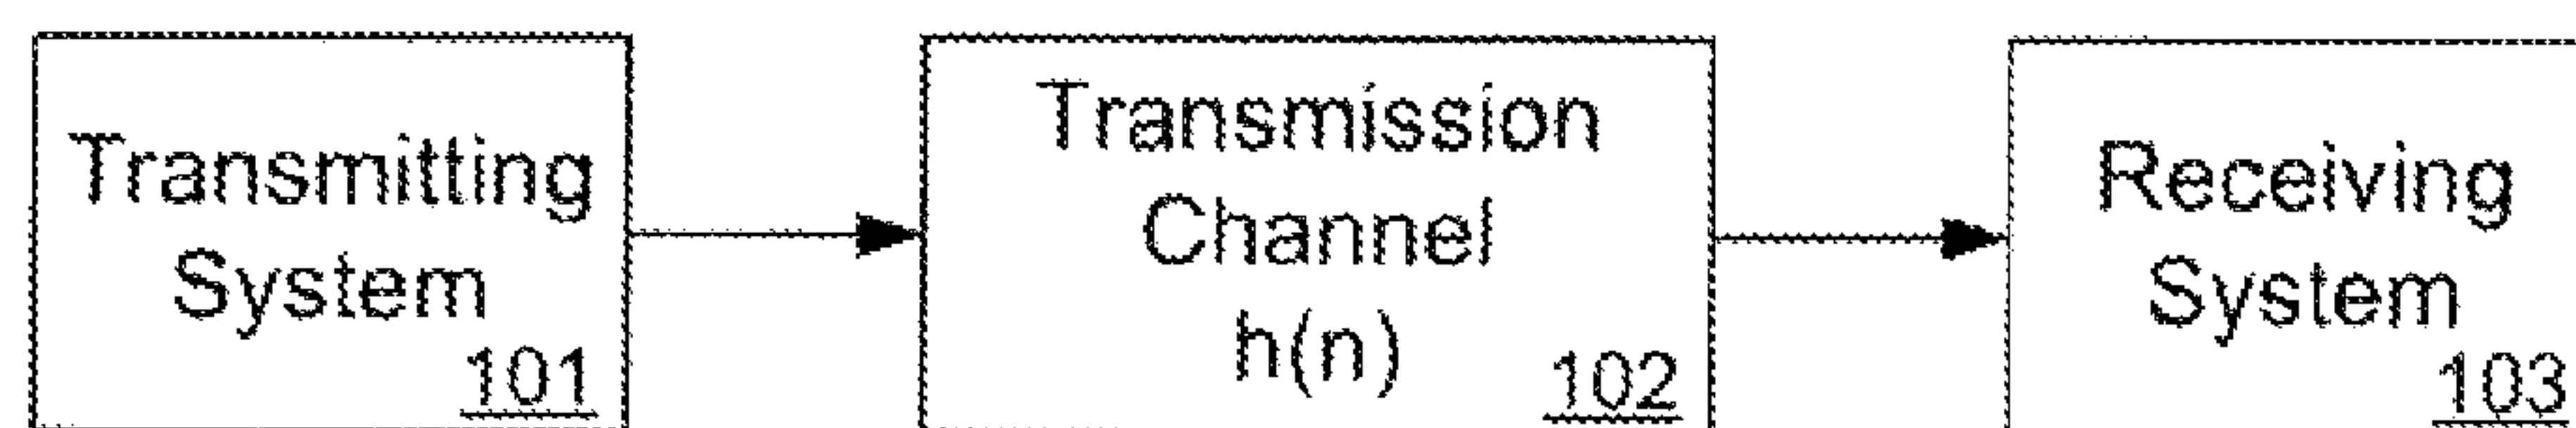 Transmitting
System
101
Transmission
Channel
h(n)
102
Receiving
System
103